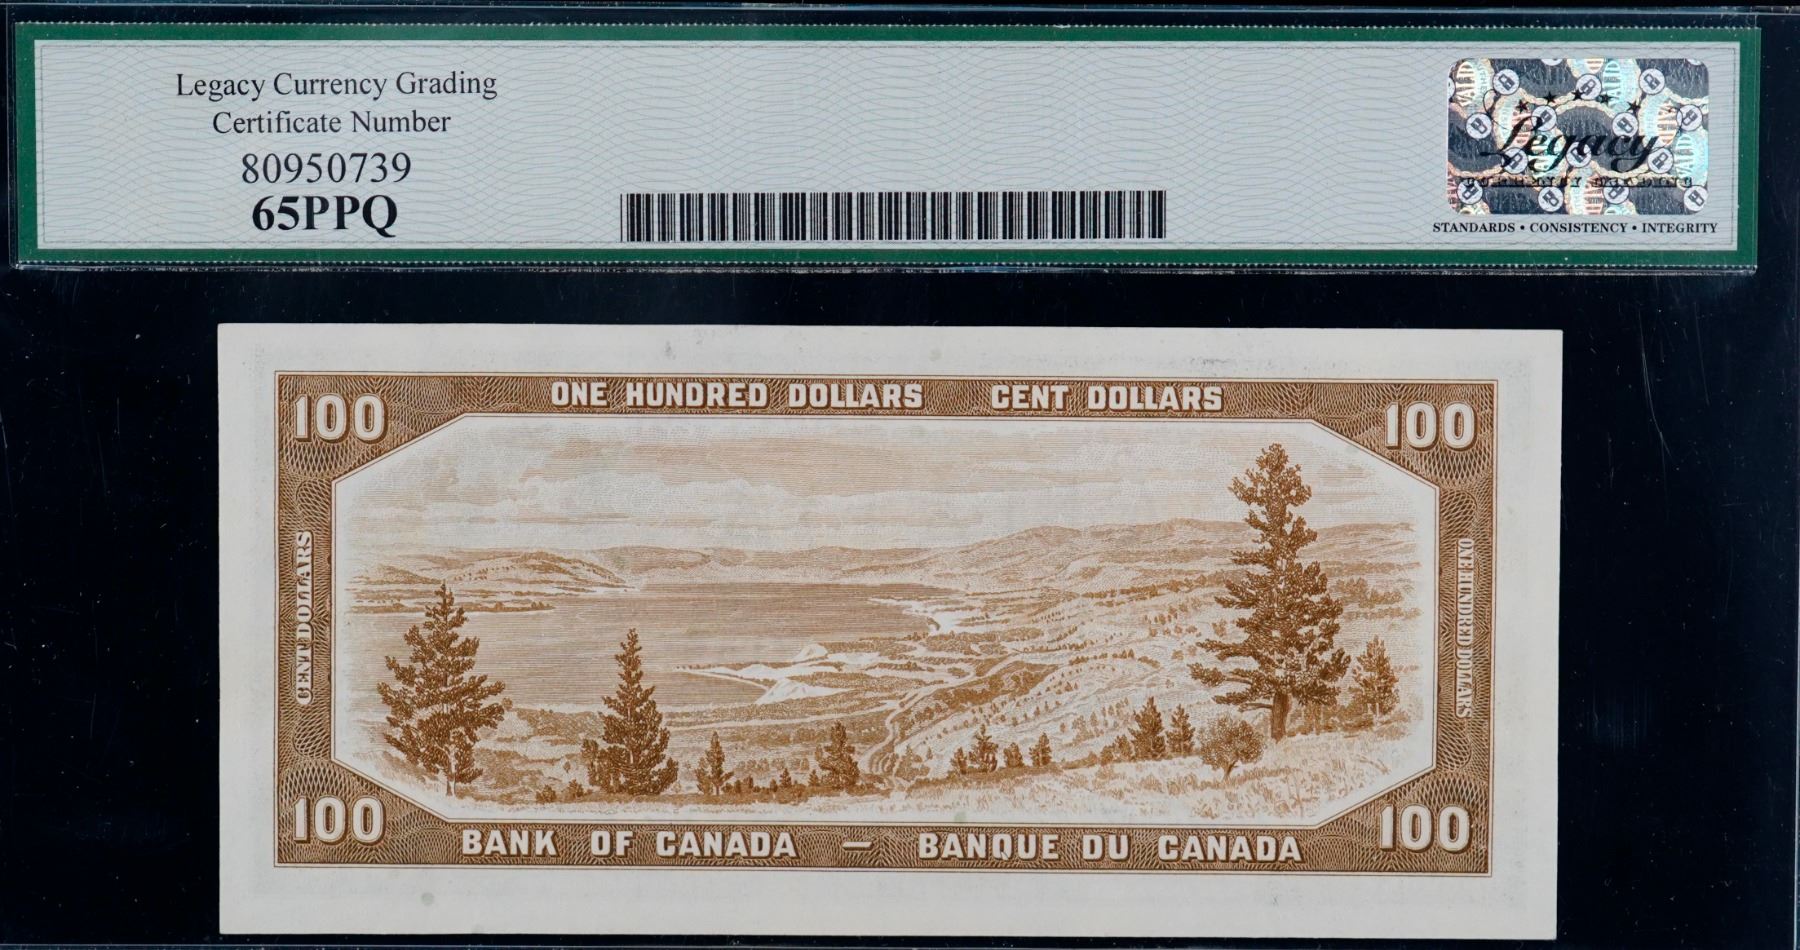 Legacy Currency Grading
Certificate Number
80950739
65PPQ
Legacy
STANDARDS • CONSISTENCY • INTEGRITY
ONE HUNDRED DOLLARS CENT DOLLARS
100
100
CENT DOLLARS
ONE HUNDRED DOLLARS
100
100
BANK OF CANADA — BANQUE DU CANADA